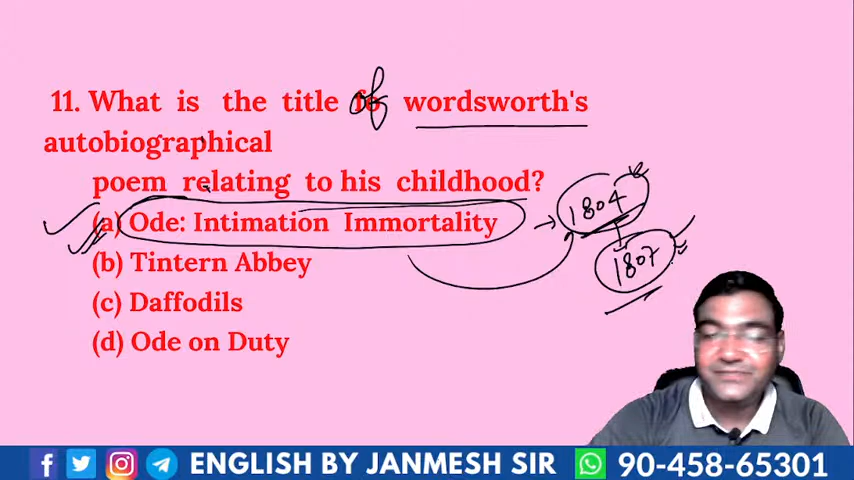 11. What is the title fo of wordsworth's
autobiographical
poem relating to his childhood?
(a) Ode: Intimation Immortality
1804
1807
(b) Tintern Abbey
(c) Daffodils
(d) Ode on Duty
ENGLISH BY JANMESH SIR 90-458-65301